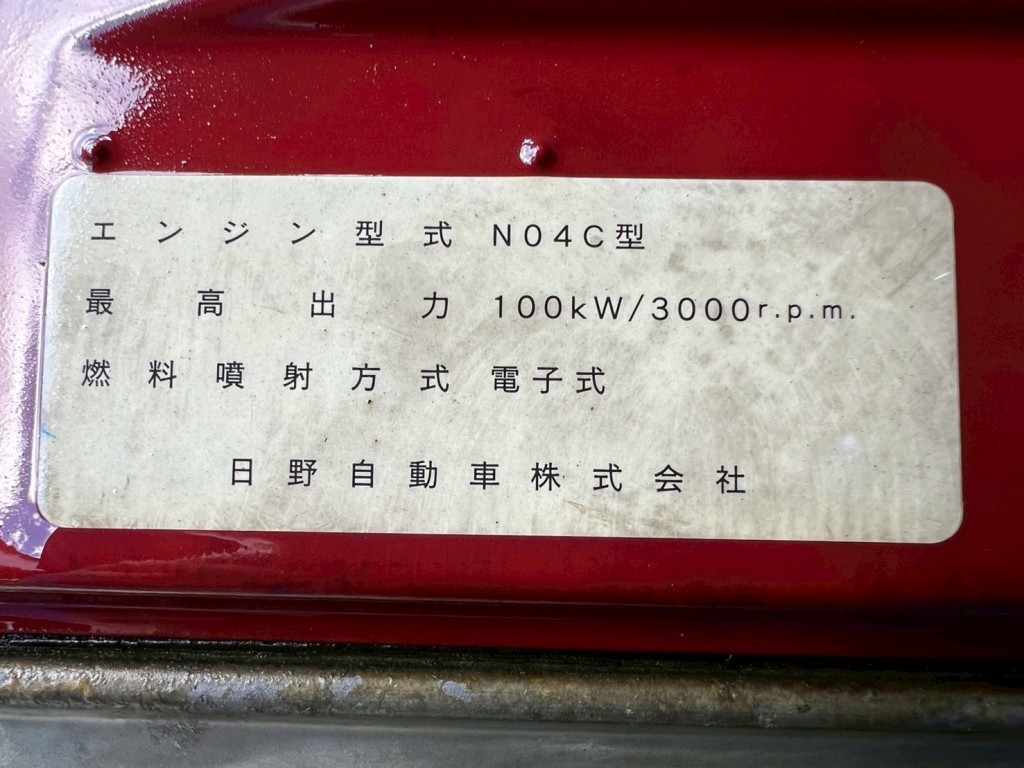 エンジン型式 N04C型
最高出力 100kW/3000r.p.m.
燃料噴射方式 電子式
日野自動車株式会社